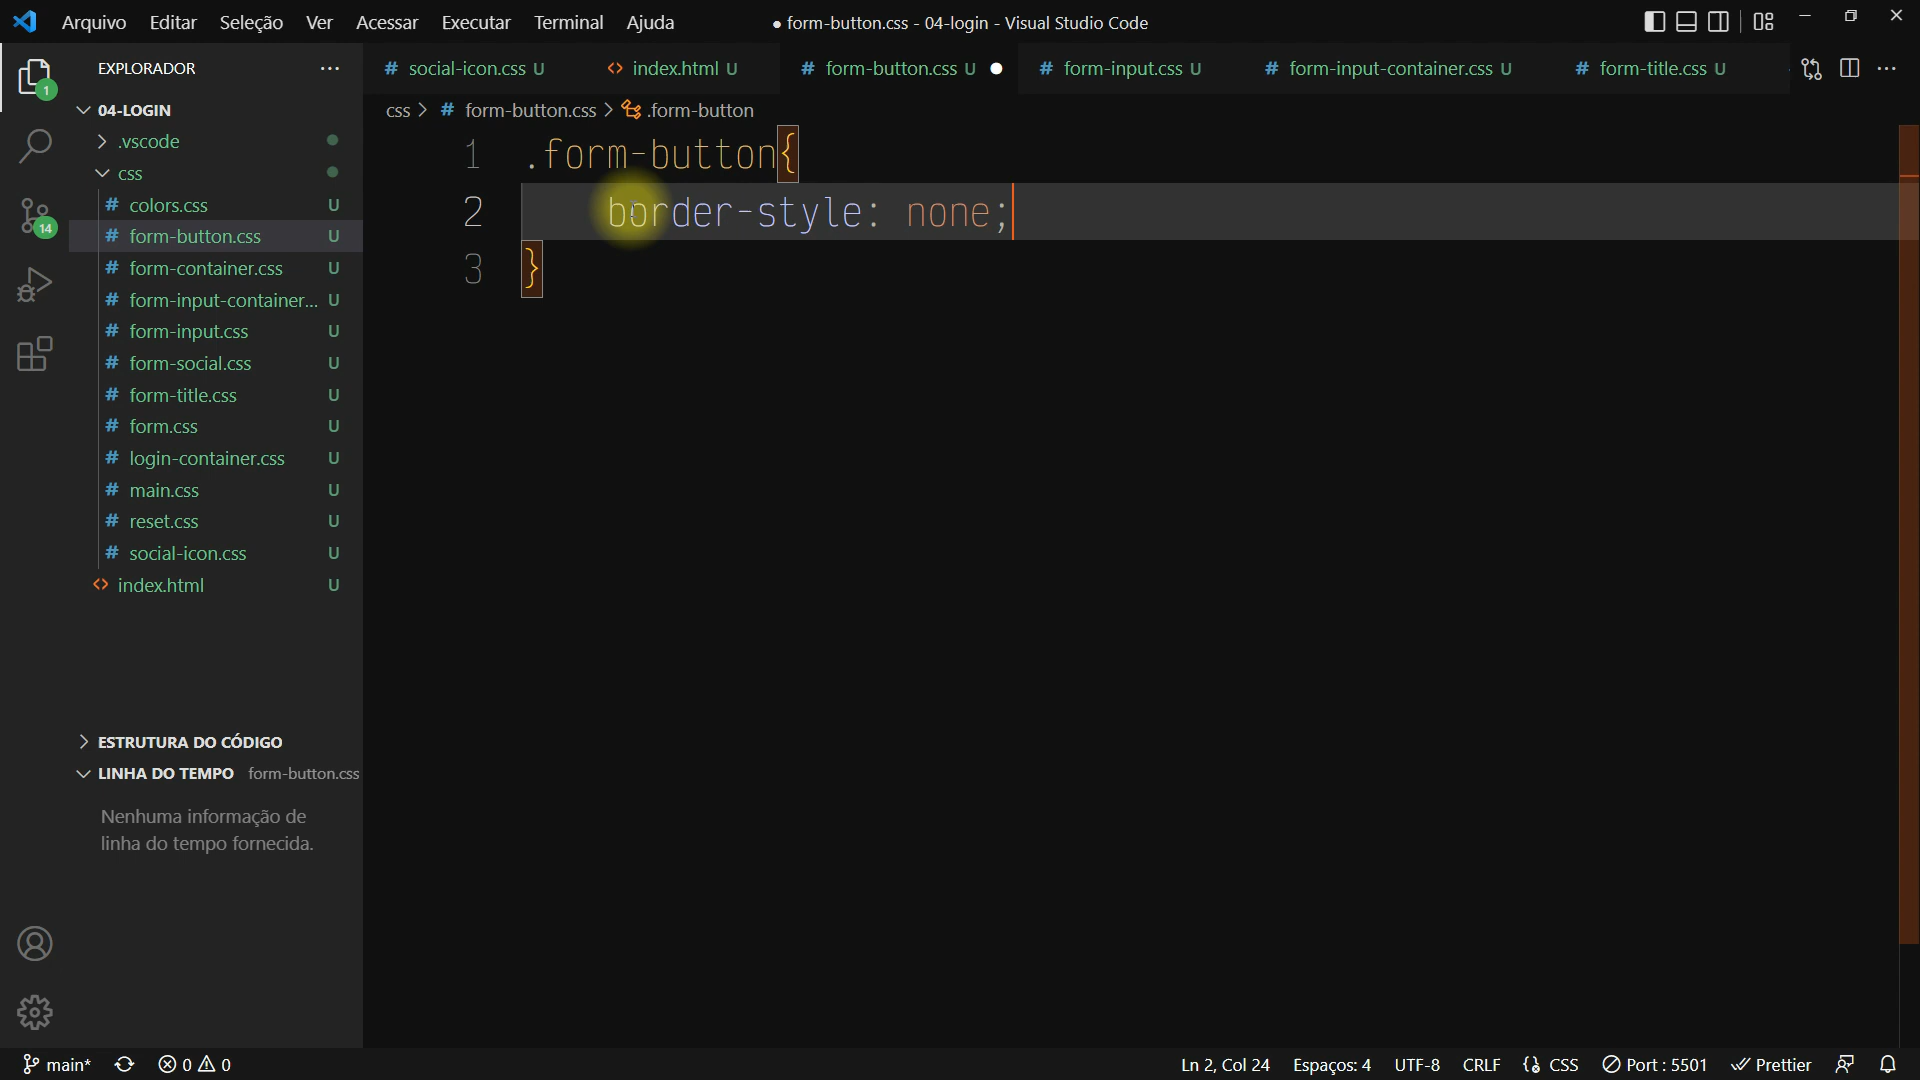 Arquivo Editar Seleção Ver Acessar Executar Terminal Ajuda
● form-button.css - 04-login - Visual Studio Code
EXPLORADOR ...
# social-icon.css U
<> index.html U
# form-button.css U ●
# form-input.css U
# form-input-container.css U
# form-title.css U
1
04-LOGIN
css > # form-button.css > .form-button
.vscode
css
# colors.css U
# form-button.css U
14
# form-container.css U
# form-input-container... U
# form-input.css U
# form-social.css U
# form-title.css U
# form.css U
# login-container.css U
# main.css U
# reset.css U
# social-icon.css U
<> index.html U
1 .form-button{
2 border-style: none;
3 }
ESTRUTURA DO CÓDIGO
LINHA DO TEMPO form-button.css
Nenhuma informação de
linha do tempo fornecida.
main* 0 0
Ln 2, Col 24 Espaços: 4 UTF-8 CRLF {} CSS Port : 5501 Prettier